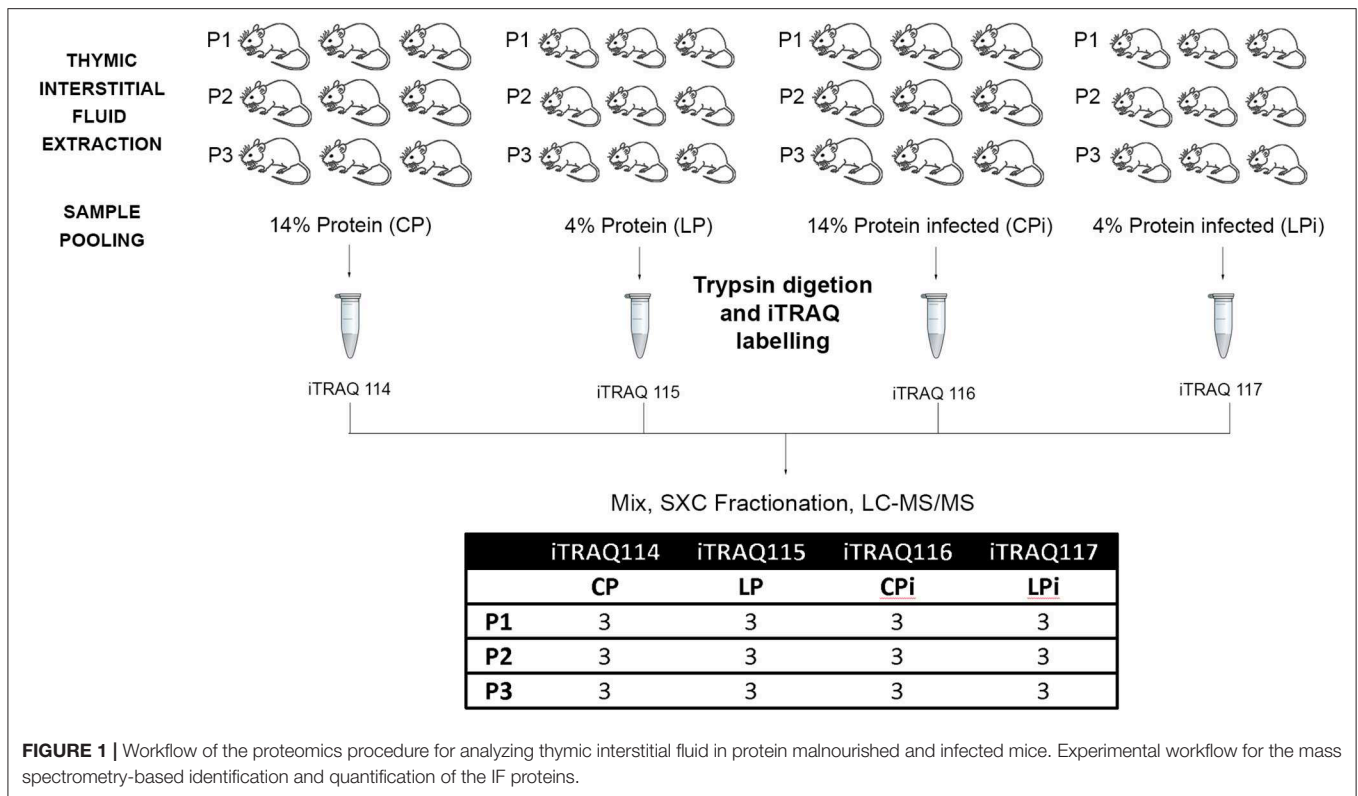 THYMIC
INTERSTITIAL
FLUID
EXTRACTION
P1 P1 P1 P1
P2 P2 P2 P2
P3 P3 P3 P3
SAMPLE
POOLING
14% Protein (CP) 4% Protein (LP) 14% Protein infected (CPi) 4% Protein infected (LPi)
Trypsin digetion
and iTRAQ
labelling
iTRAQ 114 iTRAQ 115 iTRAQ 116 iTRAQ 117
Mix, SXC Fractionation, LC-MS/MS
iTRAQ114 iTRAQ115 iTRAQ116 iTRAQ117
CP LP CPi LPi
P1 3 3 3 3
P2 3 3 3 3
P3 3 3 3 3
FIGURE 1 | Workflow of the proteomics procedure for analyzing thymic interstitial fluid in protein malnourished and infected mice. Experimental workflow for the mass
spectrometry-based identification and quantification of the IF proteins.